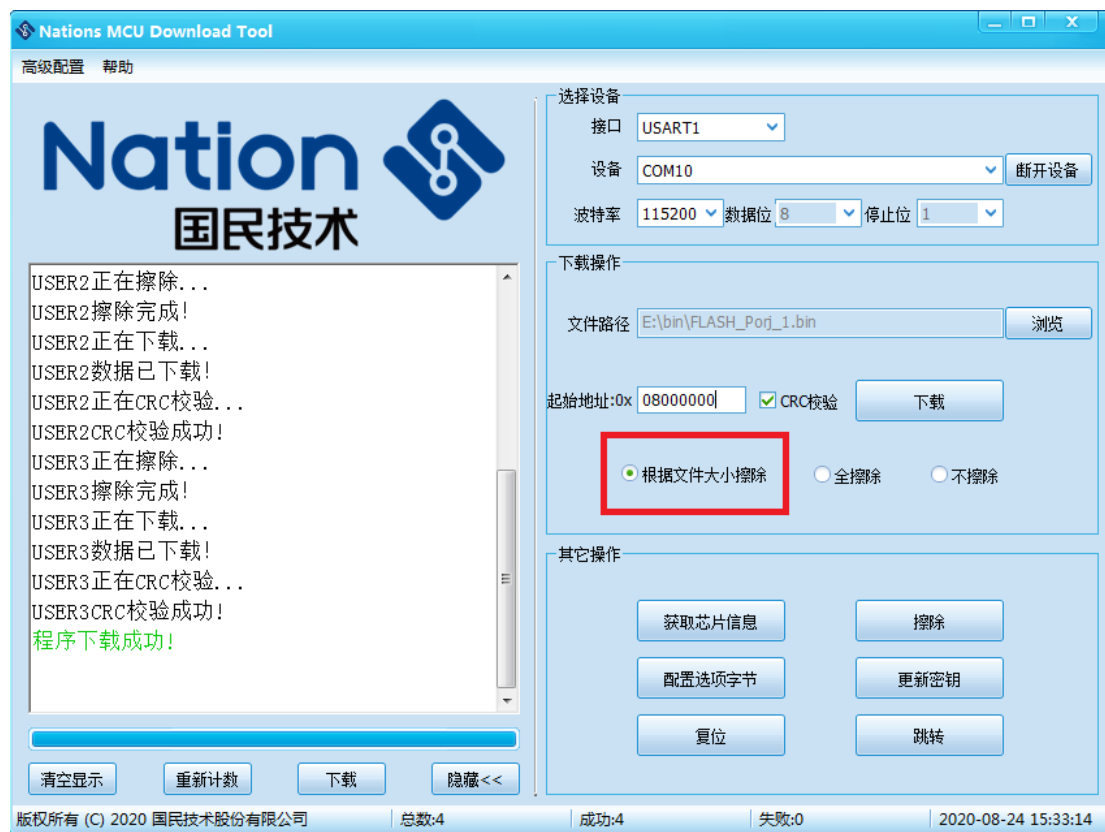 Nations MCU Download Tool
高级配置 帮助
Nation
国民技术
USER2正在擦除...
USER2擦除完成!
USER2正在下载...
USER2数据已下载!
USER2正在CRC校验...
USER2CRC校验成功!
USER3正在擦除...
USER3擦除完成!
USER3正在下载...
USER3数据已下载!
USER3正在CRC校验...
USER3CRC校验成功!
程序下载成功!
清空显示 重新计数 下载 隐藏<<
选择设备
接口 USART1
设备 COM10 断开设备
波特率 115200 数据位 8 停止位 1
下载操作
文件路径 E:\bin\FLASH_Porj_1.bin 浏览
起始地址:0x 08000000 CRC校验 下载
根据文件大小擦除 全擦除 不擦除
其它操作
获取芯片信息 擦除
配置选项字节 更新密钥
复位 跳转
版权所有 (C) 2020 国民技术股份有限公司 总数:4 成功:4 失败:0 2020-08-24 15:33:14